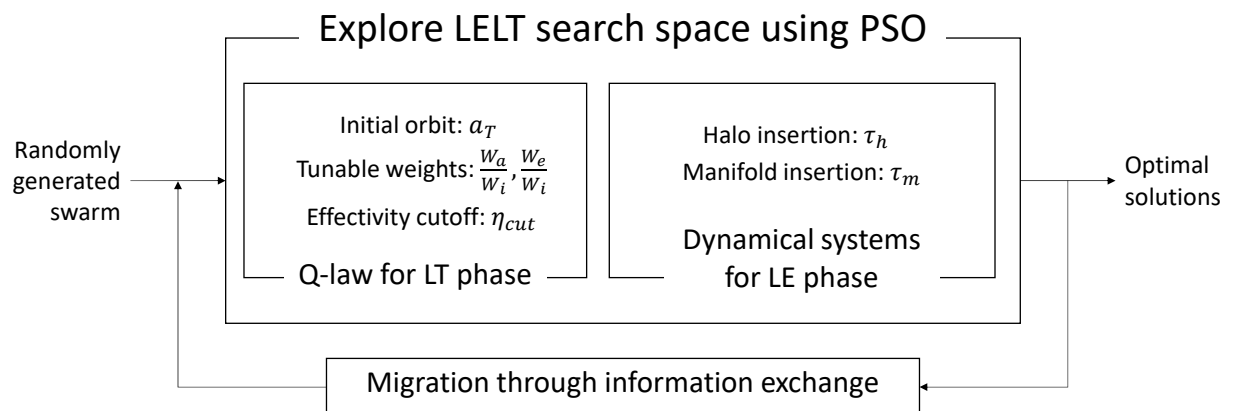 Explore LELT search space using PSO
Randomly
generated
swarm
Initial orbit: a_T
Tunable weights: W_a/W_i, W_e/W_i
Effectivity cutoff: η_cut
Q-law for LT phase
Halo insertion: τ_h
Manifold insertion: τ_m
Dynamical systems
for LE phase
Optimal
solutions
Migration through information exchange